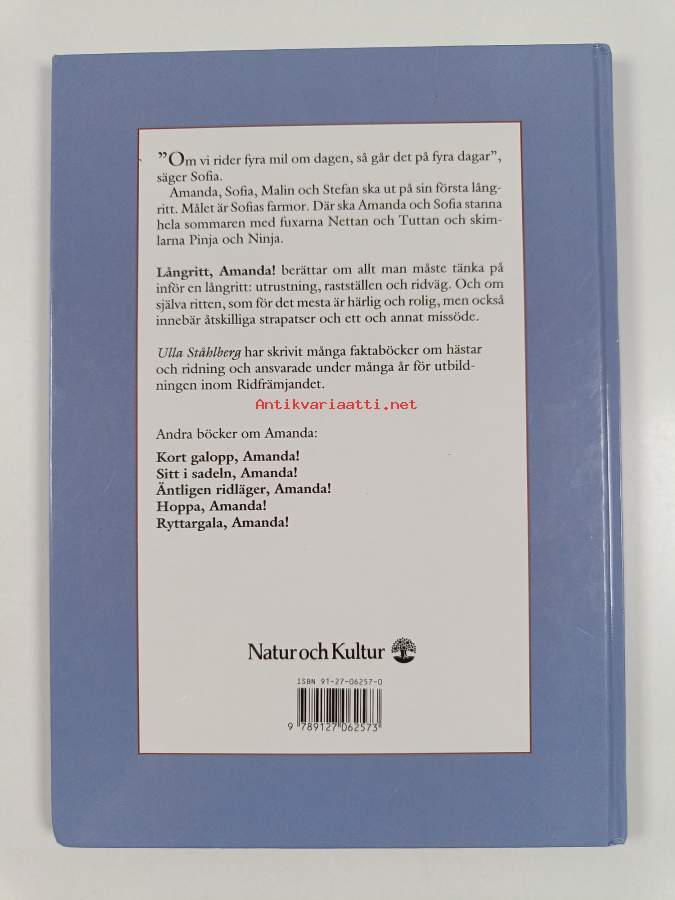 ”Om vi rider fyra mil om dagen, så går det på fyra dagar”,
säger Sofia.
Amanda, Sofia, Malin och Stefan ska ut på sin första lång-
ritt. Målet är Sofias farmor. Där ska Amanda och Sofia stanna
hela sommaren med fuxarna Nettan och Tuttan och skim-
larna Pinja och Ninja.
Långritt, Amanda! berättar om allt man måste tänka på
inför en långritt: utrustning, rastställen och ridväg. Och om
själva ritten, som för det mesta är härlig och rolig, men också
innebär åtskilliga strapatser och ett och annat missöde.
Ulla Ståhlberg har skrivit många faktaböcker om hästar
och ridning och ansvarade under många år för utbild-
ningen inom Ridfrämjandet.
Antikvariaatti.net
Andra böcker om Amanda:
Kort galopp, Amanda!
Sitt i sadeln, Amanda!
Äntligen ridläger, Amanda!
Hoppa, Amanda!
Ryttargala, Amanda!
Natur och Kultur
ISBN 91-27-06257-0
9 789127 062573